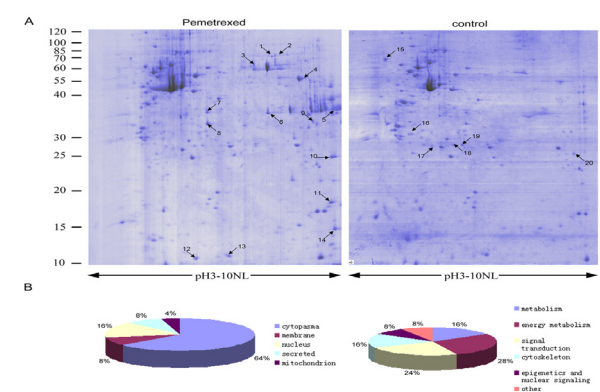 A
Pemetrexed
control
120
100
85
70
60
55
40
30
25
20
15
10
1
2
3
4
5
6
7
8
9
10
11
12
13
14
16
16
17
18
19
20
pH3-10NL
pH3-10NL
B
4%
8%
16%
8%
64%
cytopasma
membrane
nucleus
secreted
mitochondrion
8%
8%
16%
16%
28%
24%
metabolism
energy metabolism
signal
transduction
cytoskeleton
epigenetics and
nuclear signaling
other